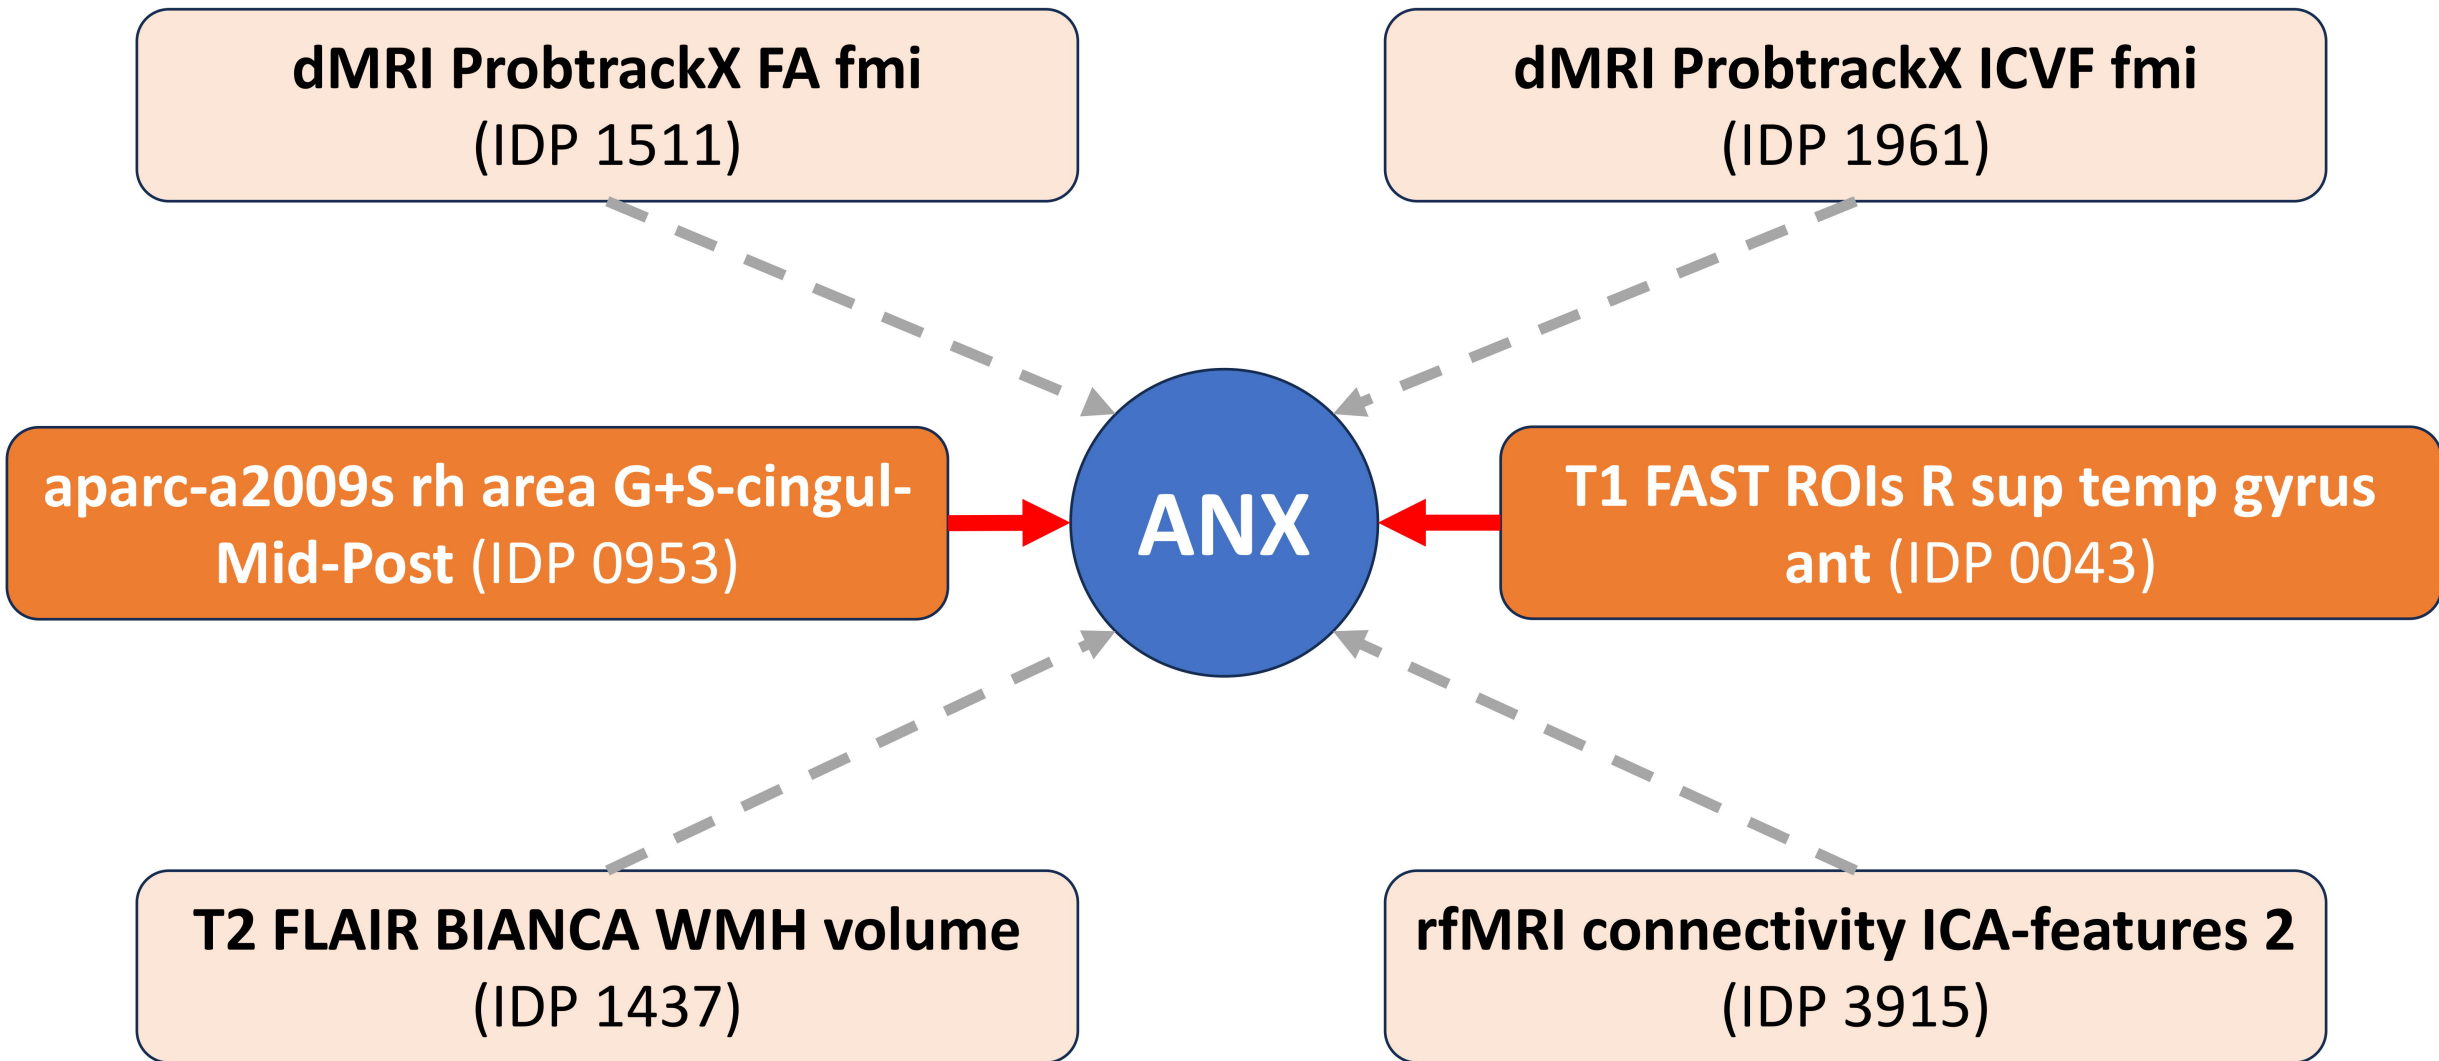 dMRI ProbtrackX FA fmi
(IDP 1511)
dMRI ProbtrackX ICVF fmi
(IDP 1961)
aparc-a2009s rh area G+S-cingul-
Mid-Post (IDP 0953)
ANX
T1 FAST ROIs R sup temp gyrus
ant (IDP 0043)
T2 FLAIR BIANCA WMH volume
(IDP 1437)
rfMRI connectivity ICA-features 2
(IDP 3915)